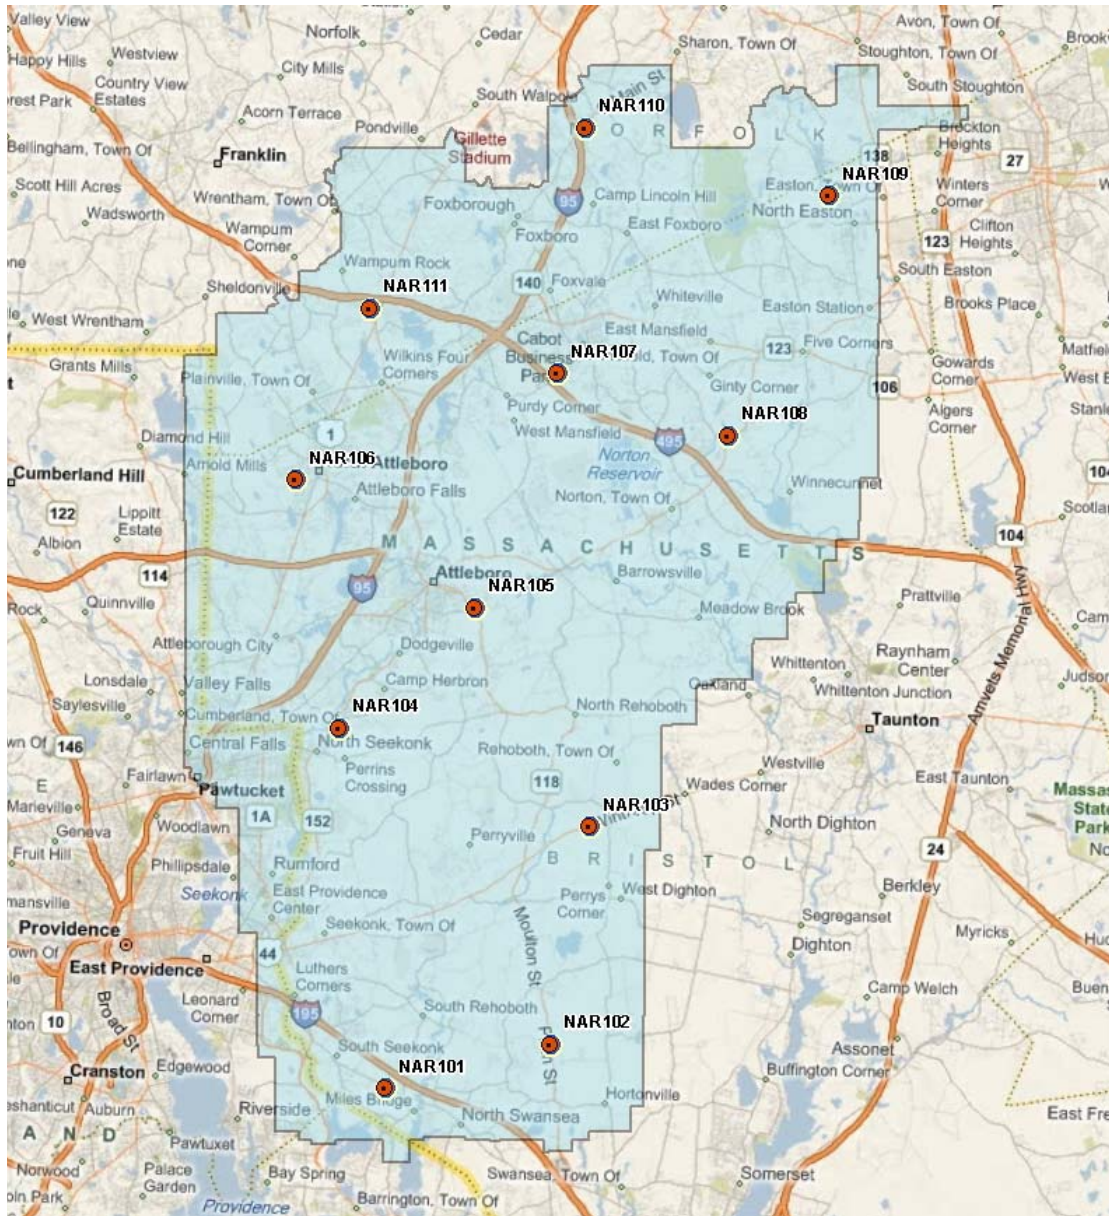 Valley View
Norfolk
Cedar
Avon, Town Of
Sharon, Town Of
Stoughton, Town Of
Happy Hills
Westview
City Mills
Country View
Estates
South Stoughton
South Walpole
Main St
Acorn Terrace
NAR110
Pondville
Gillette
Stadium
O R F O L K
Brockton
Heights
Bellingham, Town Of
Franklin
138
27
NAR109
Scott Hill Acres
Wrentham, Town Of
Camp Lincoln Hill
Winters
Corner
Wadsworth
Foxborough
95
North Easton
East Foxboro
Clifton
Heights
Wampum
Corner
Foxboro
123
Wampum Rock
South Easton
Sheldonville
NAR111
140
Foxvale
Whiteville
Easton Station
Brooks Place
West Wrentham
East Mansfield
Cabot
Business
Park
123
Five Corners
Grants Mills
Wilkins Four
Corners
NAR107
Gowards
Corner
Plainville, Town Of
Ginty Corner
106
Purdy Corner
NAR108
Algers
Corner
Diamond Hill
1
West Mansfield
495
Arnold Mills
NAR106
Attleboro
Norton
Reservoir
Cumberland Hill
Attleboro Falls
Winnecunnet
122
Lippitt
Estate
Norton, Town Of
Albion
104
M A S S A C H U S E T T S
114
95
Attleboro
NAR105
Barrowsville
Quinnville
Meadow Brook
Prattville
Amvets Memorial Hwy
Attleborough City
Dodgeville
Raynham
Center
Whittenton
Lonsdale
Valley Falls
Camp Herbron
Oakland
Whittenton Junction
Saylesville
Cumberland, Town Of
NAR104
North Rehoboth
Taunton
146
Central Falls
North Seekonk
Rehoboth, Town Of
Fairlawn
Perrins
Crossing
Westville
East Taunton
Pawtucket
118
Wades Corner
Marieville
1A
152
NAR103
Geneva
Woodlawn
Perryville
North Dighton
24
Fruit Hill
Phillipsdale
Rumford
B R I S T O L
Seekonk
East Providence
Center
Perrys
Corner
West Dighton
Berkley
Providence
Seekonk, Town Of
Moulton St
Segreganset
Myricks
44
Dighton
East Providence
Luthers
Corners
Leonard
Corner
Camp Welch
195
South Rehoboth
10
Broad St
NAR102
Assonet
Edgewood
South Seekonk
Cranston
NAR101
Buffington Corner
Auburn
Riverside
Miles Bridge
Hortonville
North Swansea
Pawtuxet
Norwood
Palace
Garden
Bay Spring
Swansea, Town Of
Somerset
Barrington, Town Of
Providence